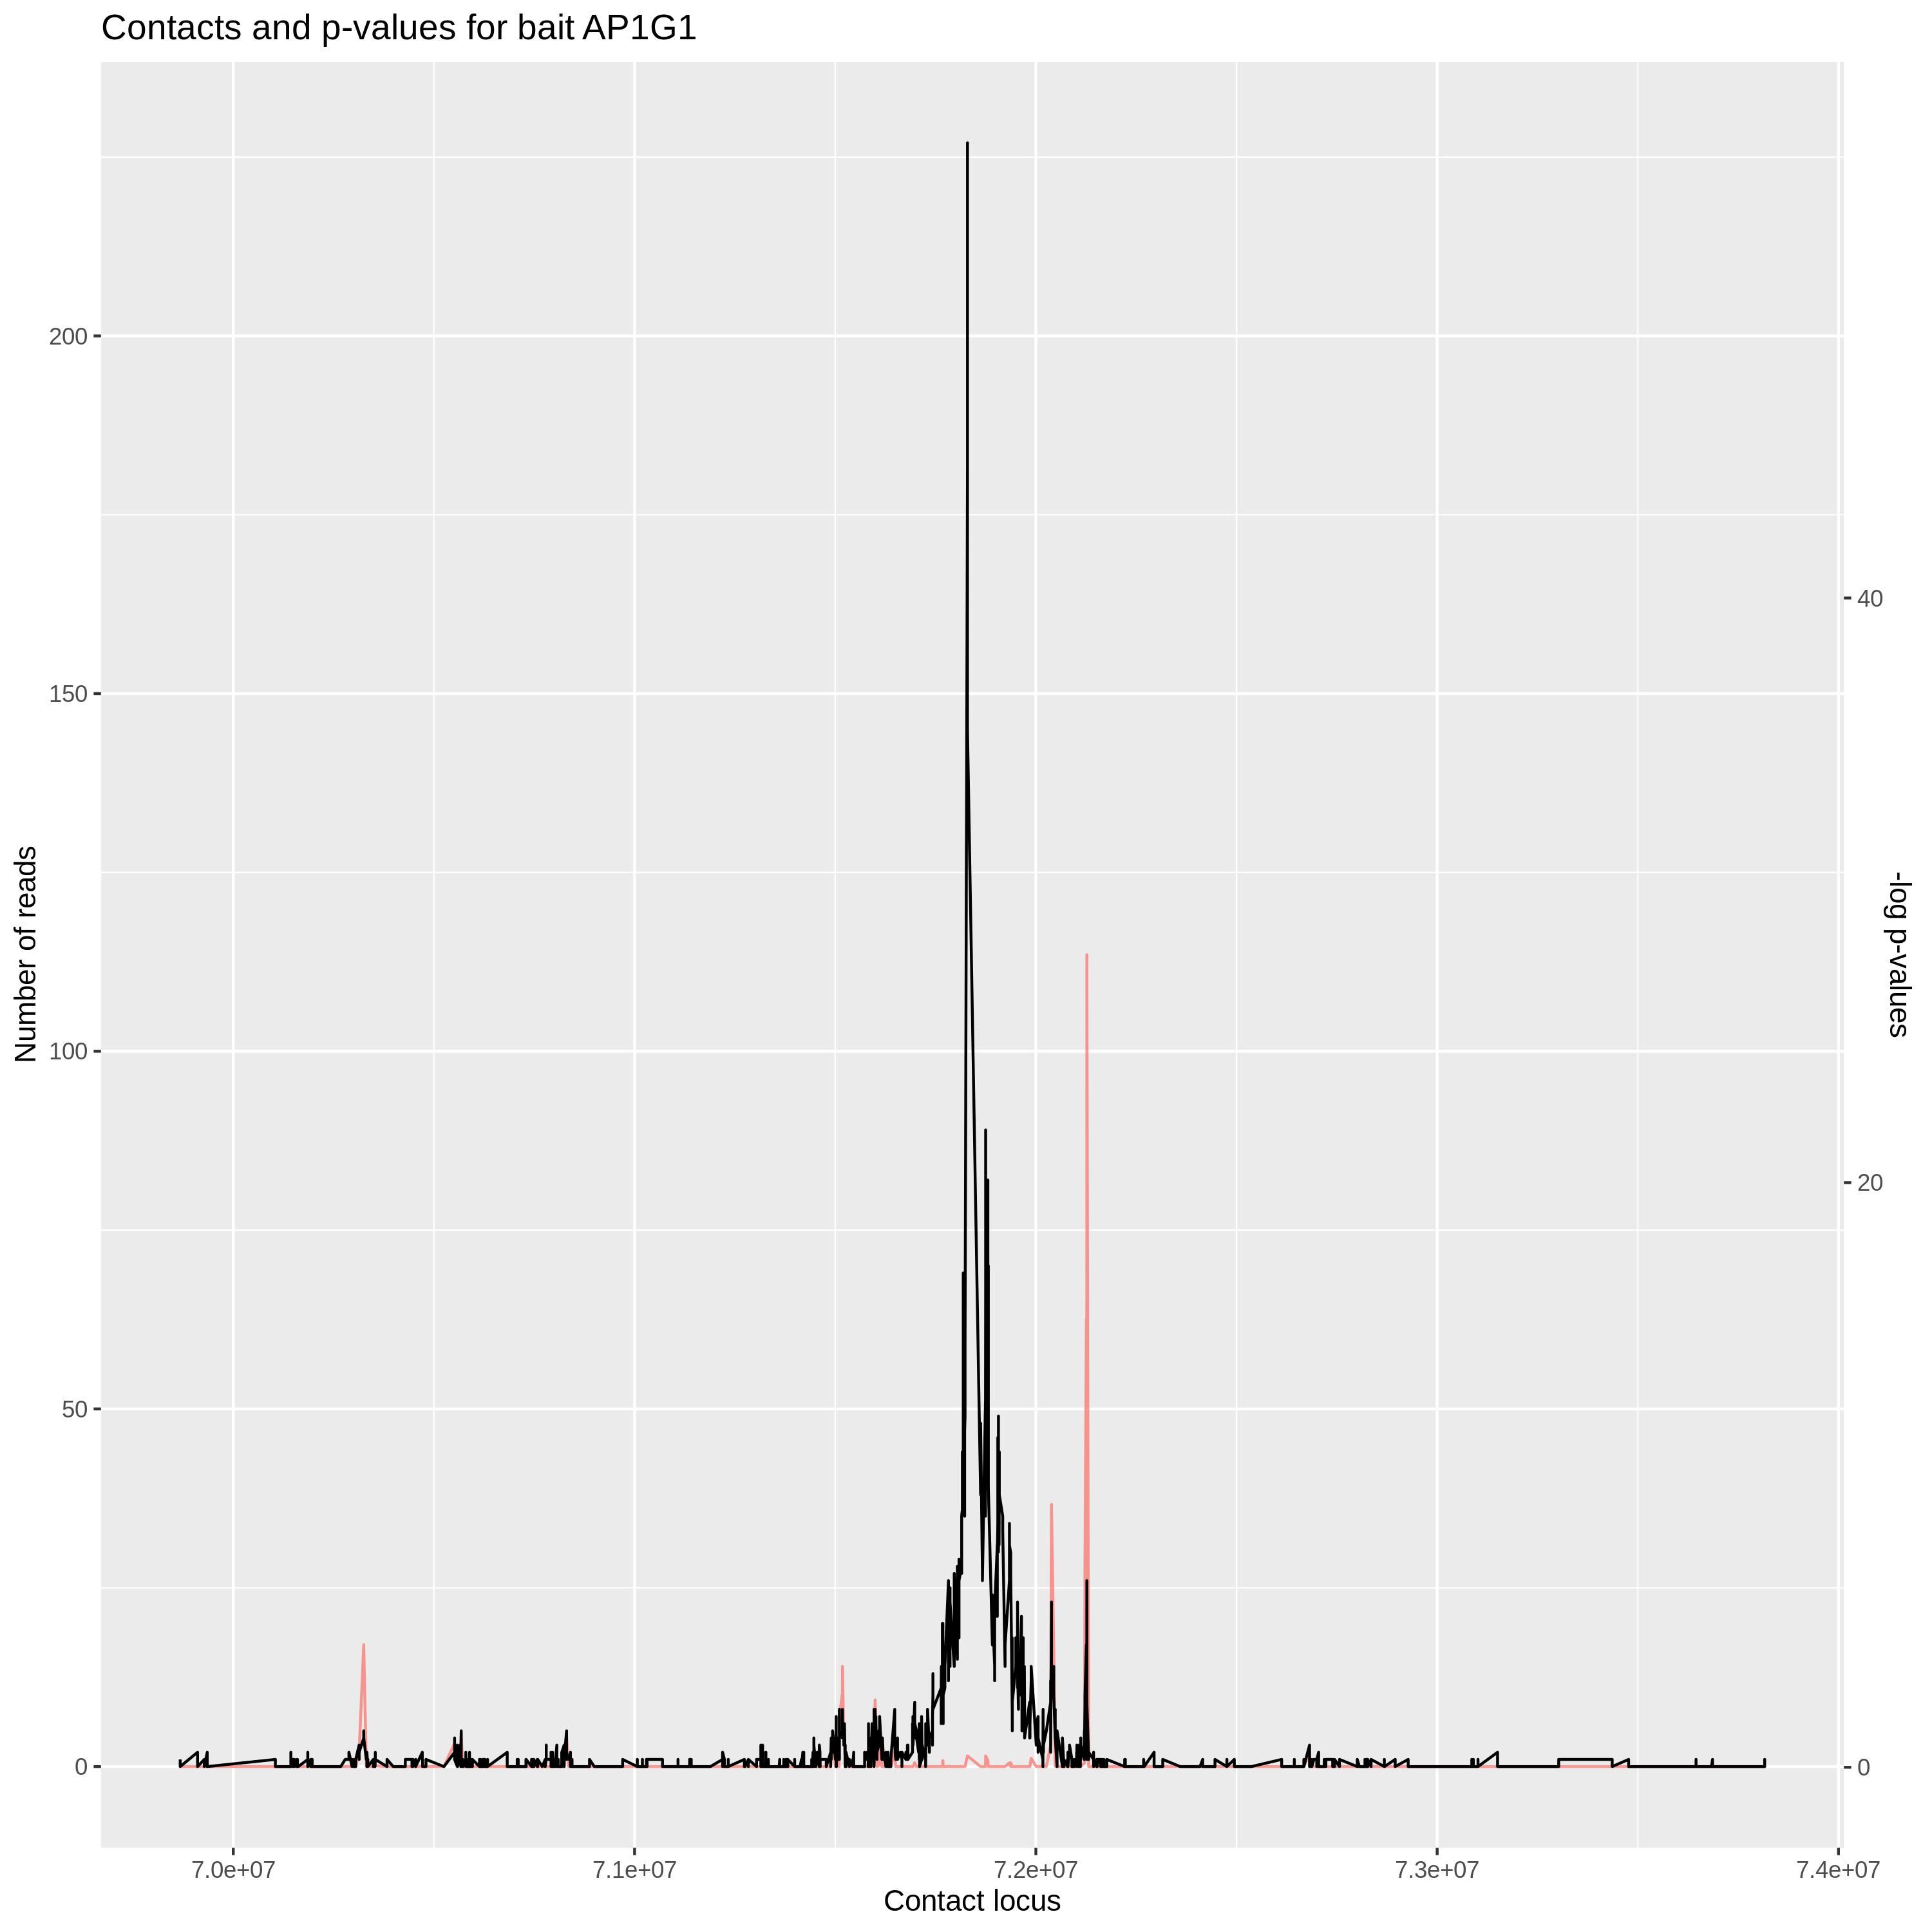 Contacts and p-values for bait AP1G1
Number of reads
200
150
100
50
0
40
20
0
-log p-values
7.0e+07
7.1e+07
7.2e+07
7.3e+07
7.4e+07
Contact locus